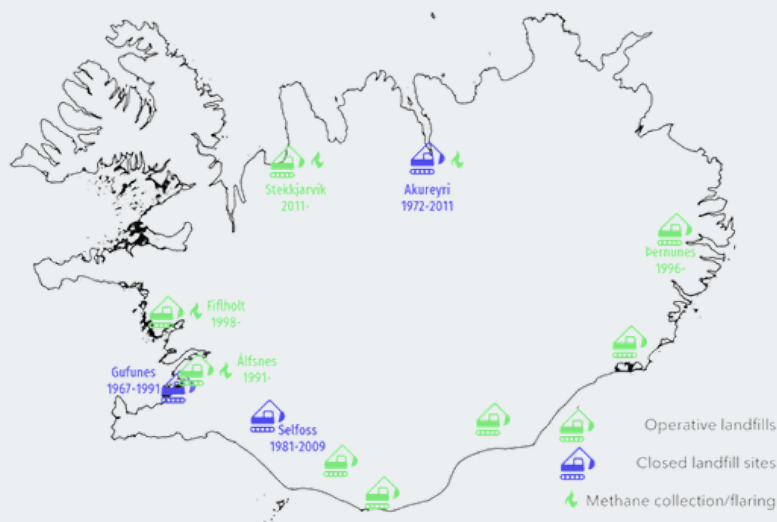 Stekkjarvik
2011-
Akureyri
1972-2011
Þernunes
1996-
Fíflholt
1998-
Álfsnes
1991-
Gufunes
1967-1991
Selfoss
1981-2009
Operative landfills
Closed landfill sites
Methane collection/flaring